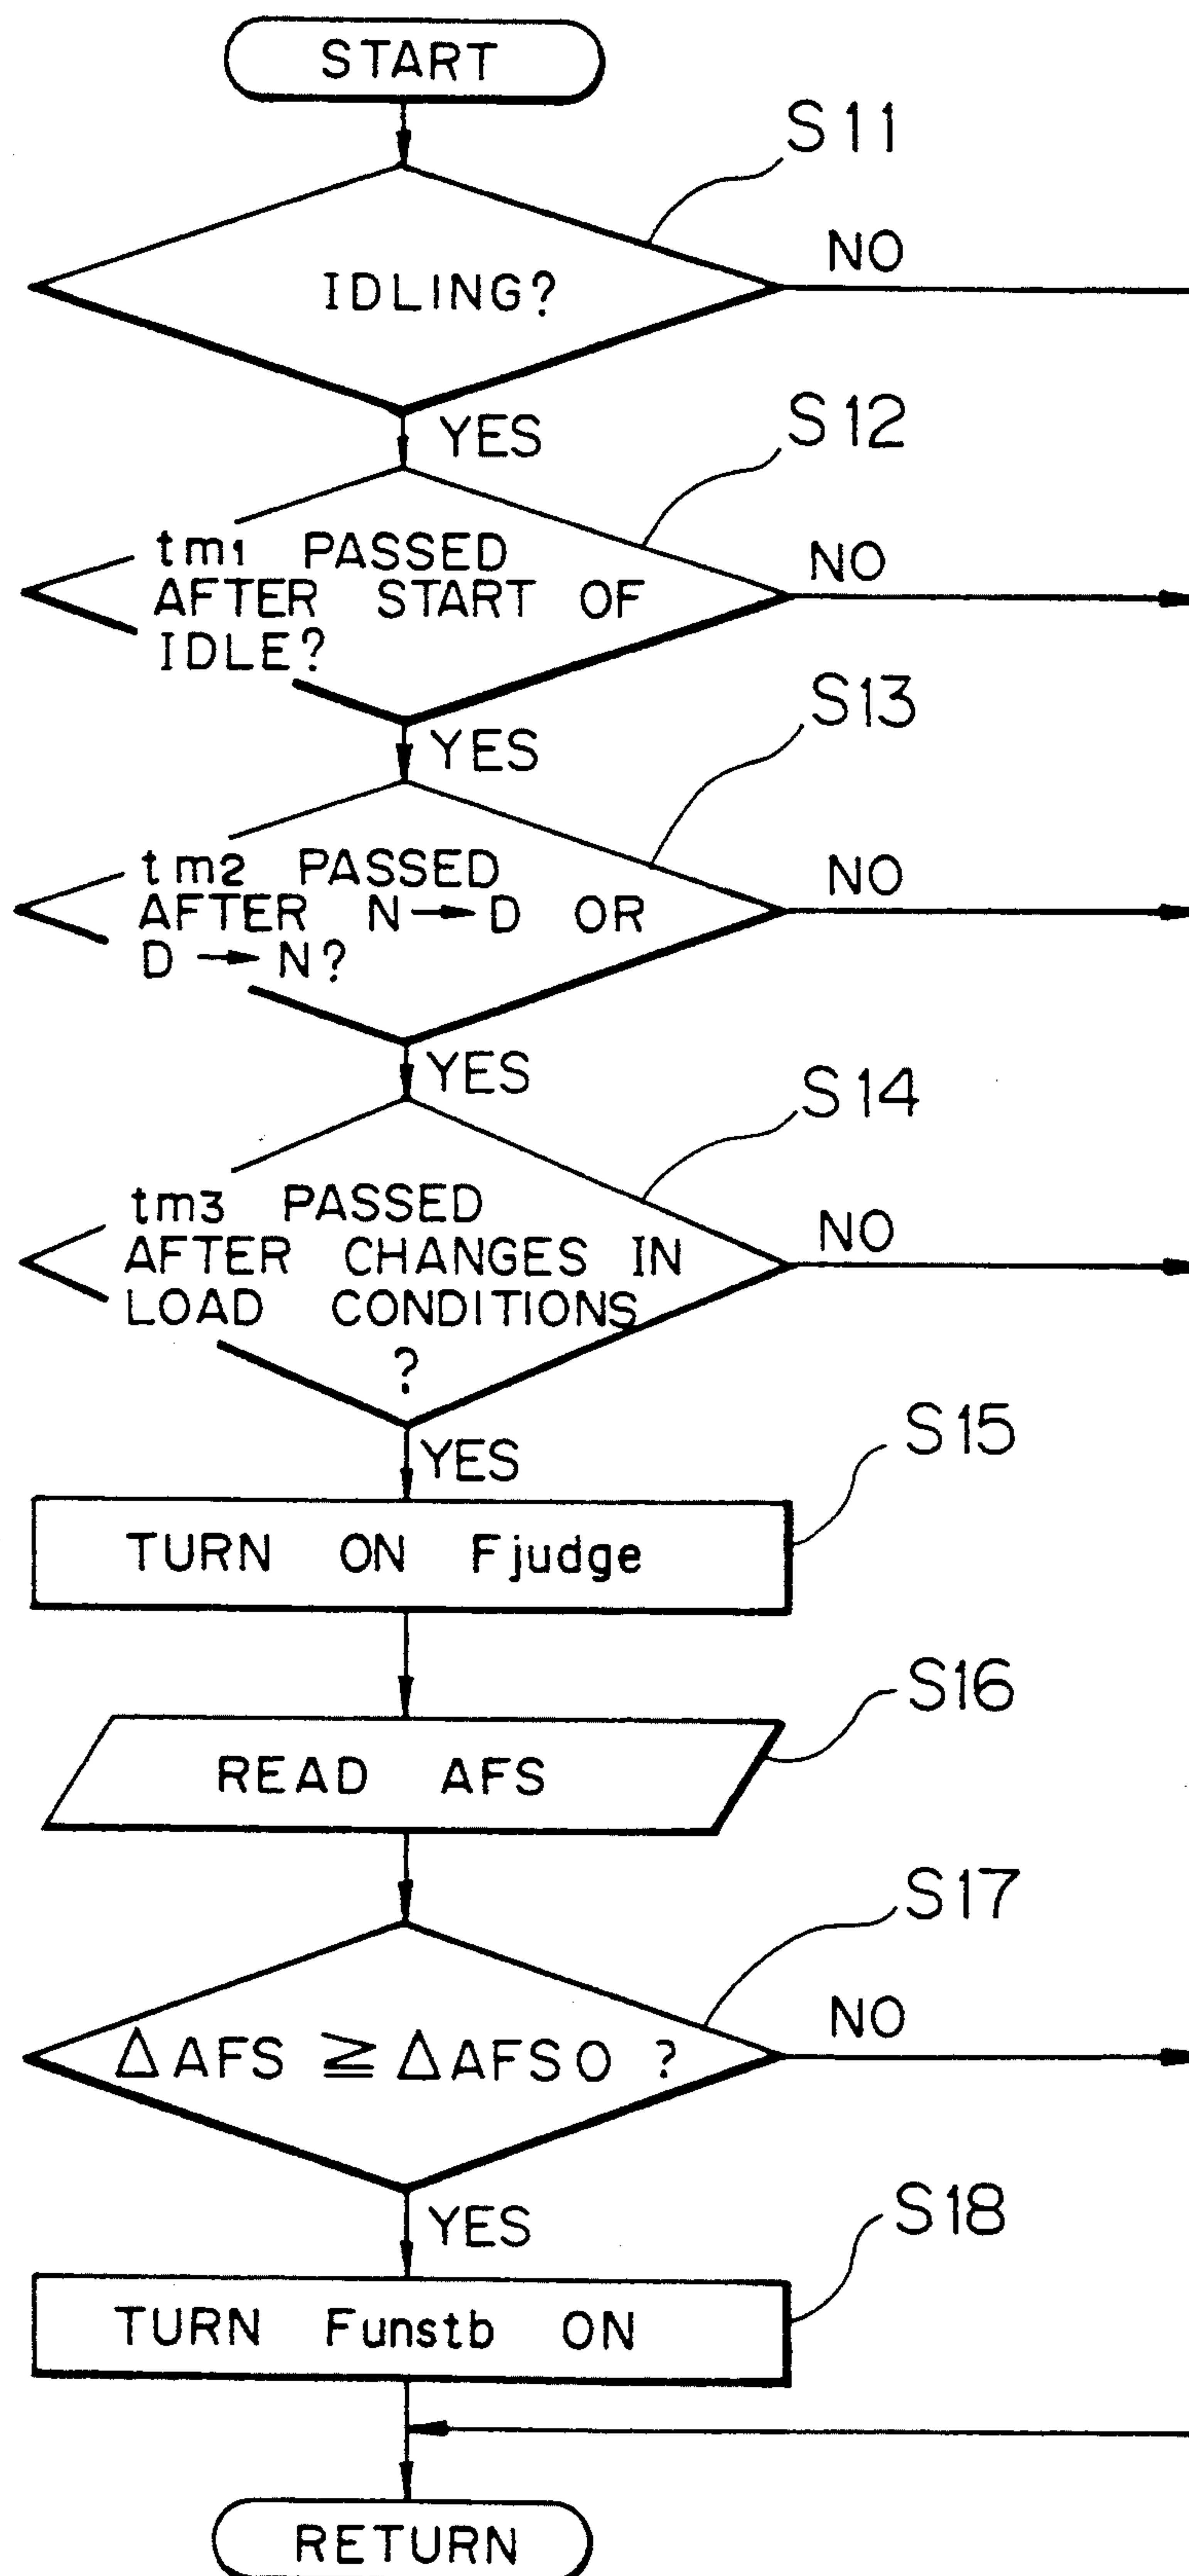 START
S11
IDLING?
NO
YES
S12
tm1 PASSED
AFTER START OF
IDLE?
NO
YES
S13
tm2 PASSED
AFTER N→D OR
D→N?
NO
YES
S14
tm3 PASSED
AFTER CHANGES IN
LOAD CONDITIONS
?
NO
YES
S15
TURN ON Fjudge
S16
READ AFS
S17
ΔAFS ≧ ΔAFSO ?
NO
YES
S18
TURN Funstb ON
RETURN